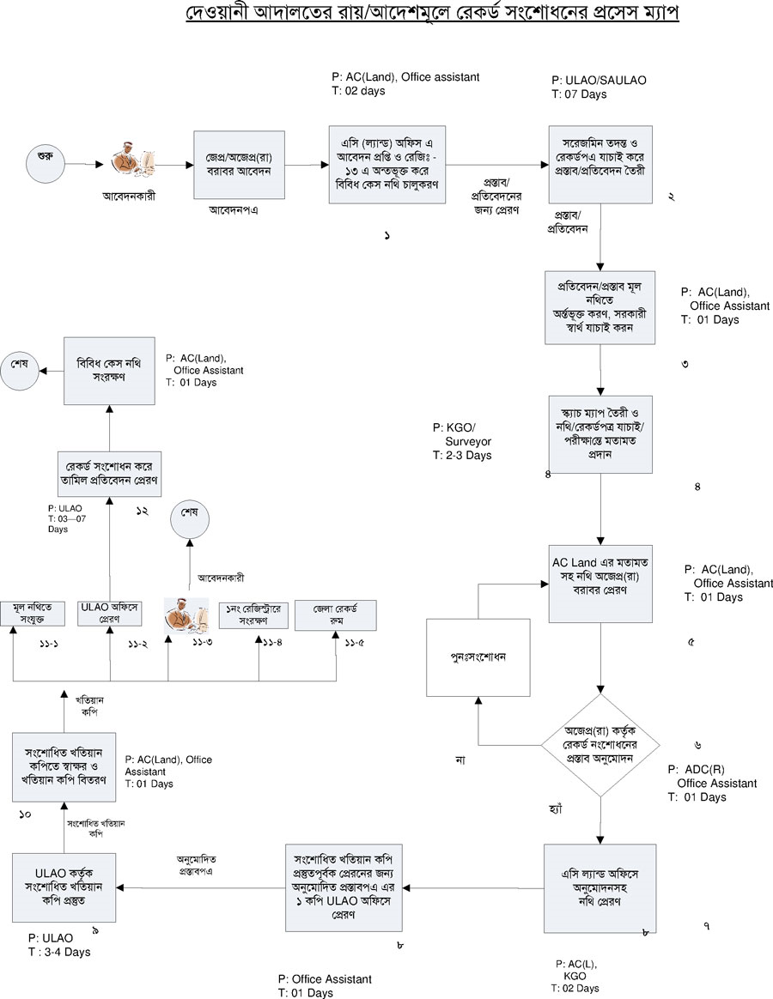 দেওয়ানী আদালতের রায়/আদেশমূলে রেকর্ড সংশোধনের প্রসেস ম্যাপ
P: AC(Land), Office assistant
T: 02 days
P: ULAO/SAULAO
T: 07 Days
শুরু
আবেদনকারী
জেপ্র/অজেপ্র(রা)
বরাবর আবেদন
আবেদনপএ
এসি (ল্যান্ড) অফিস এ
আবেদন প্রপ্তি ও রেজিঃ -
১৩ এ অন্তভূক্ত করে
বিবিধ কেস নথি চালুকরণ
১
প্রস্তাব/
প্রতিবেদনের
জন্য প্রেরণ
সরেজমিন তদন্ত ও
রেকর্ডপএ যাচাই করে
প্রস্তাব/প্রতিবেদন তৈরী
২
প্রস্তাব/
প্রতিবেদন
প্রতিবেদন/প্রস্তাব মূল
নথিতে
অর্ন্তভূক্ত করণ, সরকারী
স্বার্থ যাচাই করন
P: AC(Land),
Office Assistant
T: 01 Days
৩
স্ক্যাচ ম্যাপ তৈরী ও
নথি/রেকর্ডপত্র যাচাই/
পরীক্ষান্তে মতামত
প্রদান
P: KGO/
Surveyor
T: 2-3 Days
৪
৪
AC Land এর মতামত
সহ নথি অজেপ্র(রা)
বরাবর প্রেরণ
P: AC(Land),
Office Assistant
T: 01 Days
৫
পুনঃসংশোধন
অজেপ্র(রা) কর্তৃক
রেকর্ড নংশোধনের
প্রস্তাব অনুমোদন
না
হ্যাঁ
৬
P: ADC(R)
Office Assistant
T: 01 Days
এসি ল্যান্ড অফিসে
অনুমোদনসহ
নথি প্রেরণ
৮
৭
P: AC(L),
KGO
T: 02 Days
সংশোধিত খতিয়ান কপি
প্রস্তুতপূর্বক প্রেরনের জন্য
অনুমোদিত প্রস্তাবপএ এর
১ কপি ULAO অফিসে
প্রেরণ
৮
P: Office Assistant
T: 01 Days
অনুমোদিত
প্রস্তাবপএ
ULAO কর্তৃক
সংশোধিত খতিয়ান
কপি প্রস্তুত
৯
P: ULAO
T : 3-4 Days
সংশোধিত খতিয়ান
কপি
সংশোধিত খতিয়ান
কপিতে স্বাক্ষর ও
খতিয়ান কপি বিতরণ
১০
P: AC(Land), Office
Assistant
T: 01 Days
খতিয়ান
কপি
মূল নথিতে
সংযুক্ত
১১-১
ULAO অফিসে
প্রেরণ
১১-২
আবেদনকারী
১১-৩
শেষ
১নং রেজিস্ট্রারে
সংরক্ষণ
১১-৪
জেলা রেকর্ড
রুম
১১-৫
রেকর্ড সংশোধন করে
তামিল প্রতিবেদন প্রেরণ
১২
P: ULAO
T: 03—07
Days
বিবিধ কেস নথি
সংরক্ষণ
P: AC(Land),
Office Assistant
T: 01 Days
শেষ